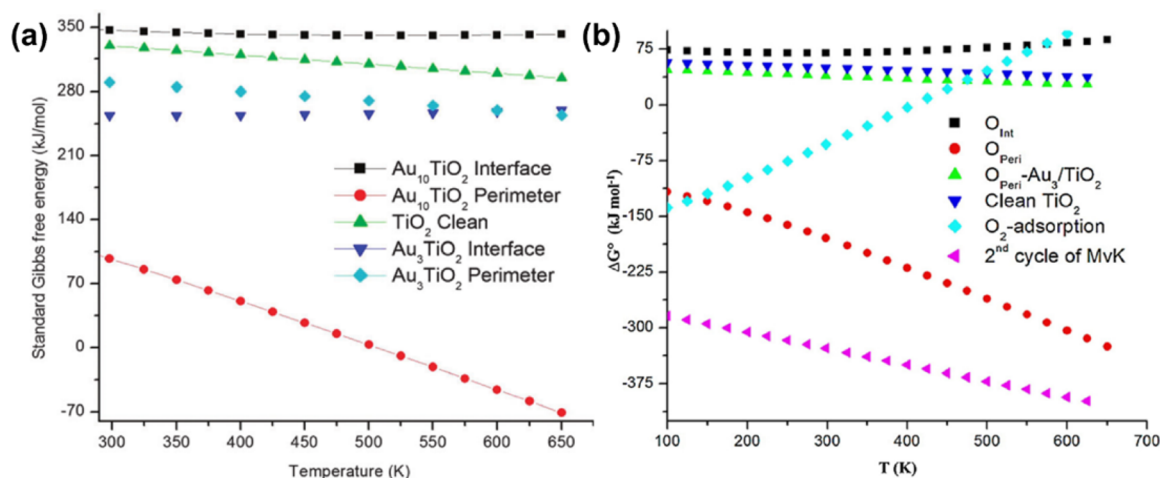 (a)
Standard Gibbs free energy (kJ/mol)
350
280
210
140
70
0
-70
Au10TiO2 Interface
Au10TiO2 Perimeter
TiO2 Clean
Au3TiO2 Interface
Au3TiO2 Perimeter
300 350 400 450 500 550 600 650
Temperature (K)
(b)
ΔG° (kJ mol⁻¹)
75
0
-75
-150
-225
-300
-375
O_Int
O_Peri
O_Peri-Au3/TiO2
Clean TiO2
O2-adsorption
2nd cycle of MvK
100 200 300 400 500 600 700
T (K)